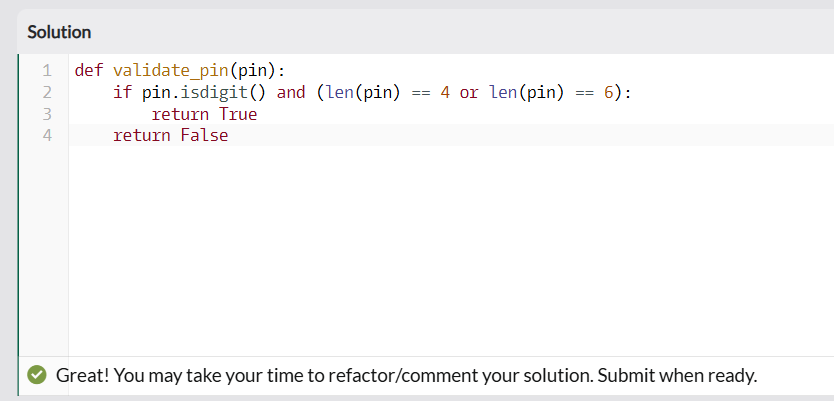 Solution
1 def validate_pin(pin):
2     if pin.isdigit() and (len(pin) == 4 or len(pin) == 6):
3         return True
4     return False
Great! You may take your time to refactor/comment your solution. Submit when ready.